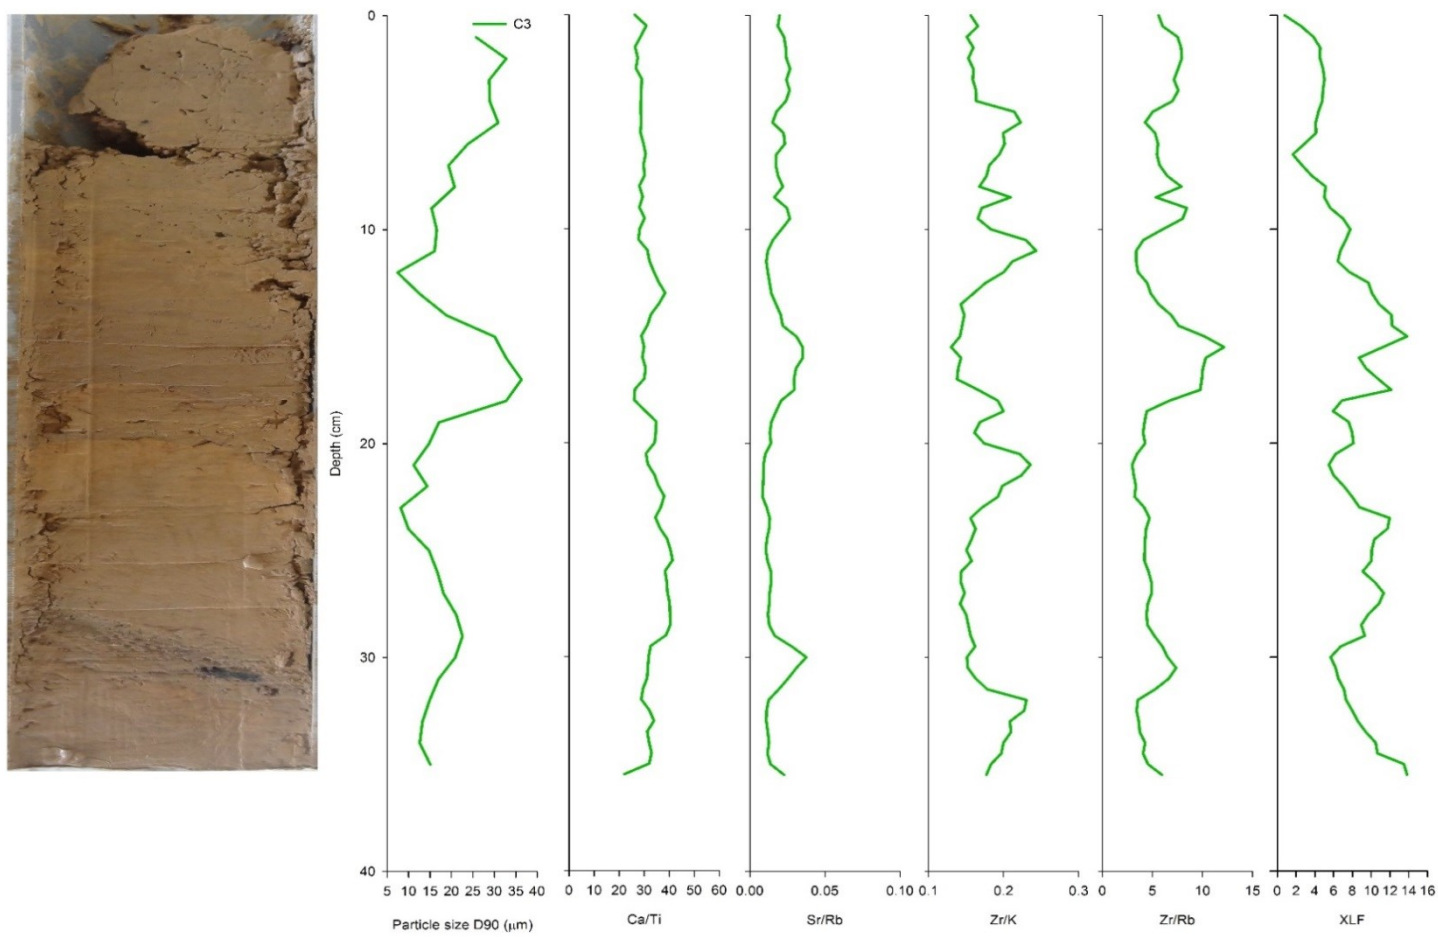 C3
0
10
20
30
40
Depth (cm)
5 10 15 20 25 30 35 40
0 10 20 30 40 50 60
0.00 0.05 0.10
0.1 0.2 0.3
0 5 10 15
0 2 4 6 8 10 12 14 16
Particle size D90 (μm)
Ca/Ti
Sr/Rb
Zr/K
Zr/Rb
XLF